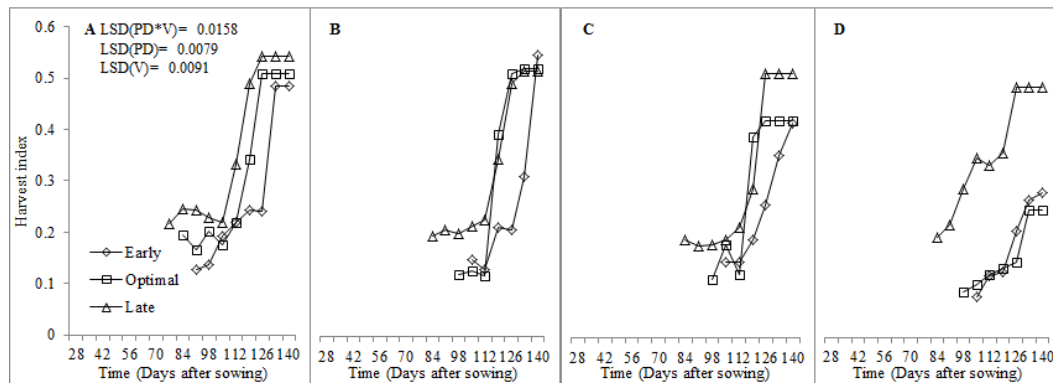 A LSD(PD*V)= 0.0158
LSD(PD)= 0.0079
LSD(V)= 0.0091
B
C
D
0.6
0.5
0.4
0.3
0.2
0.1
0
Harvest index
Early
Optimal
Late
28 42 56 70 84 98 112 126 140
28 42 56 70 84 98 112 126 140
28 42 56 70 84 98 112 126 140
28 42 56 70 84 98 112 126 140
Time (Days after sowing)
Time (Days after sowing)
Time (Days after sowing)
Time (Days after sowing)